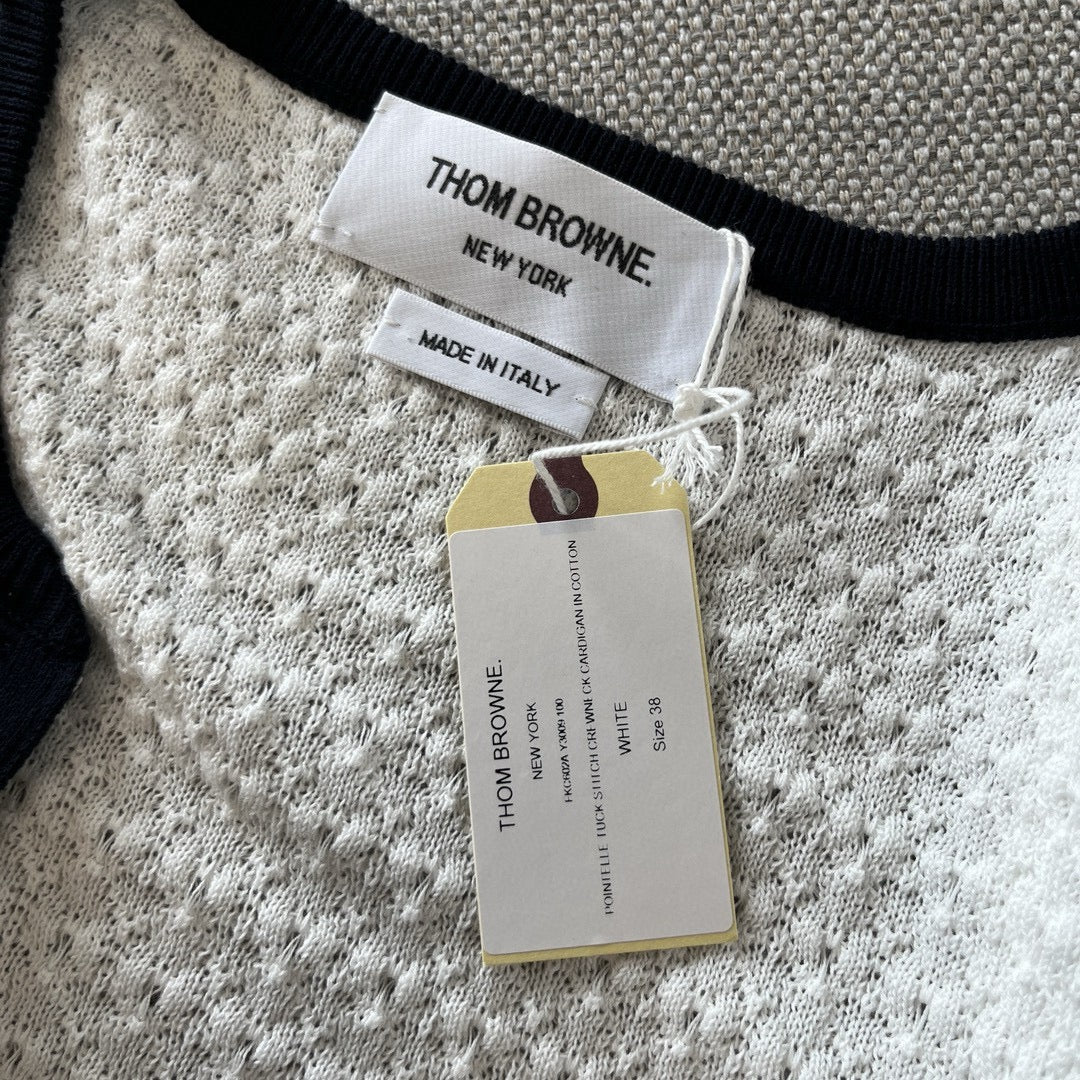 THOM BROWNE.
NEW YORK
MADE IN ITALY
THOM BROWNE.
NEW YORK
FKC602A Y3009 100
POINTELLE TUCK STITCH CREWNECK CARDIGAN IN COTTON
WHITE
Size 38